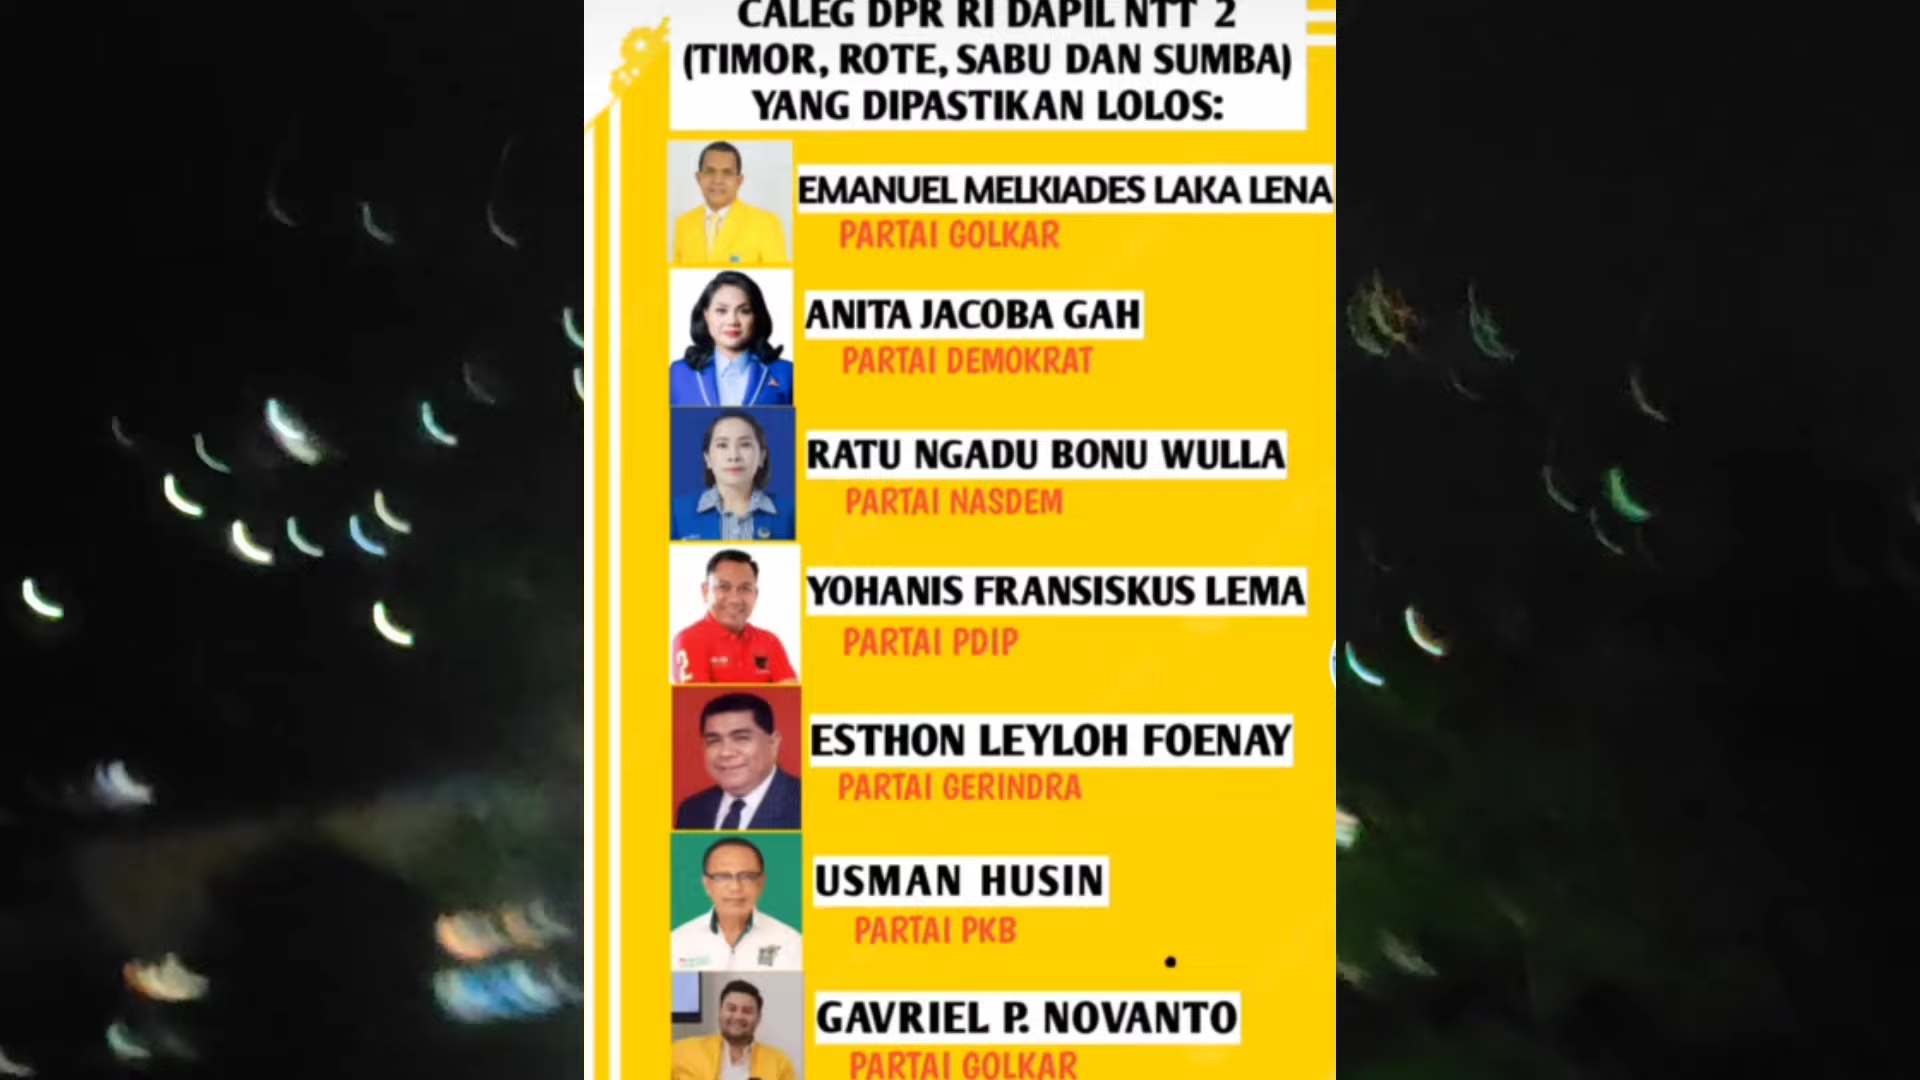 CALEG DPR RI DAPIL NTT 2
(TIMOR, ROTE, SABU DAN SUMBA)
YANG DIPASTIKAN LOLOS:
EMANUEL MELKIADES LAKA LENA
PARTAI GOLKAR
ANITA JACOBA GAH
PARTAI DEMOKRAT
RATU NGADU BONU WULLA
PARTAI NASDEM
YOHANIS FRANSISKUS LEMA
PARTAI PDIP
ESTHON LEYLOH FOENAY
PARTAI GERINDRA
USMAN HUSIN
PARTAI PKB
GAVRIEL P. NOVANTO
PARTAI GOLKAR